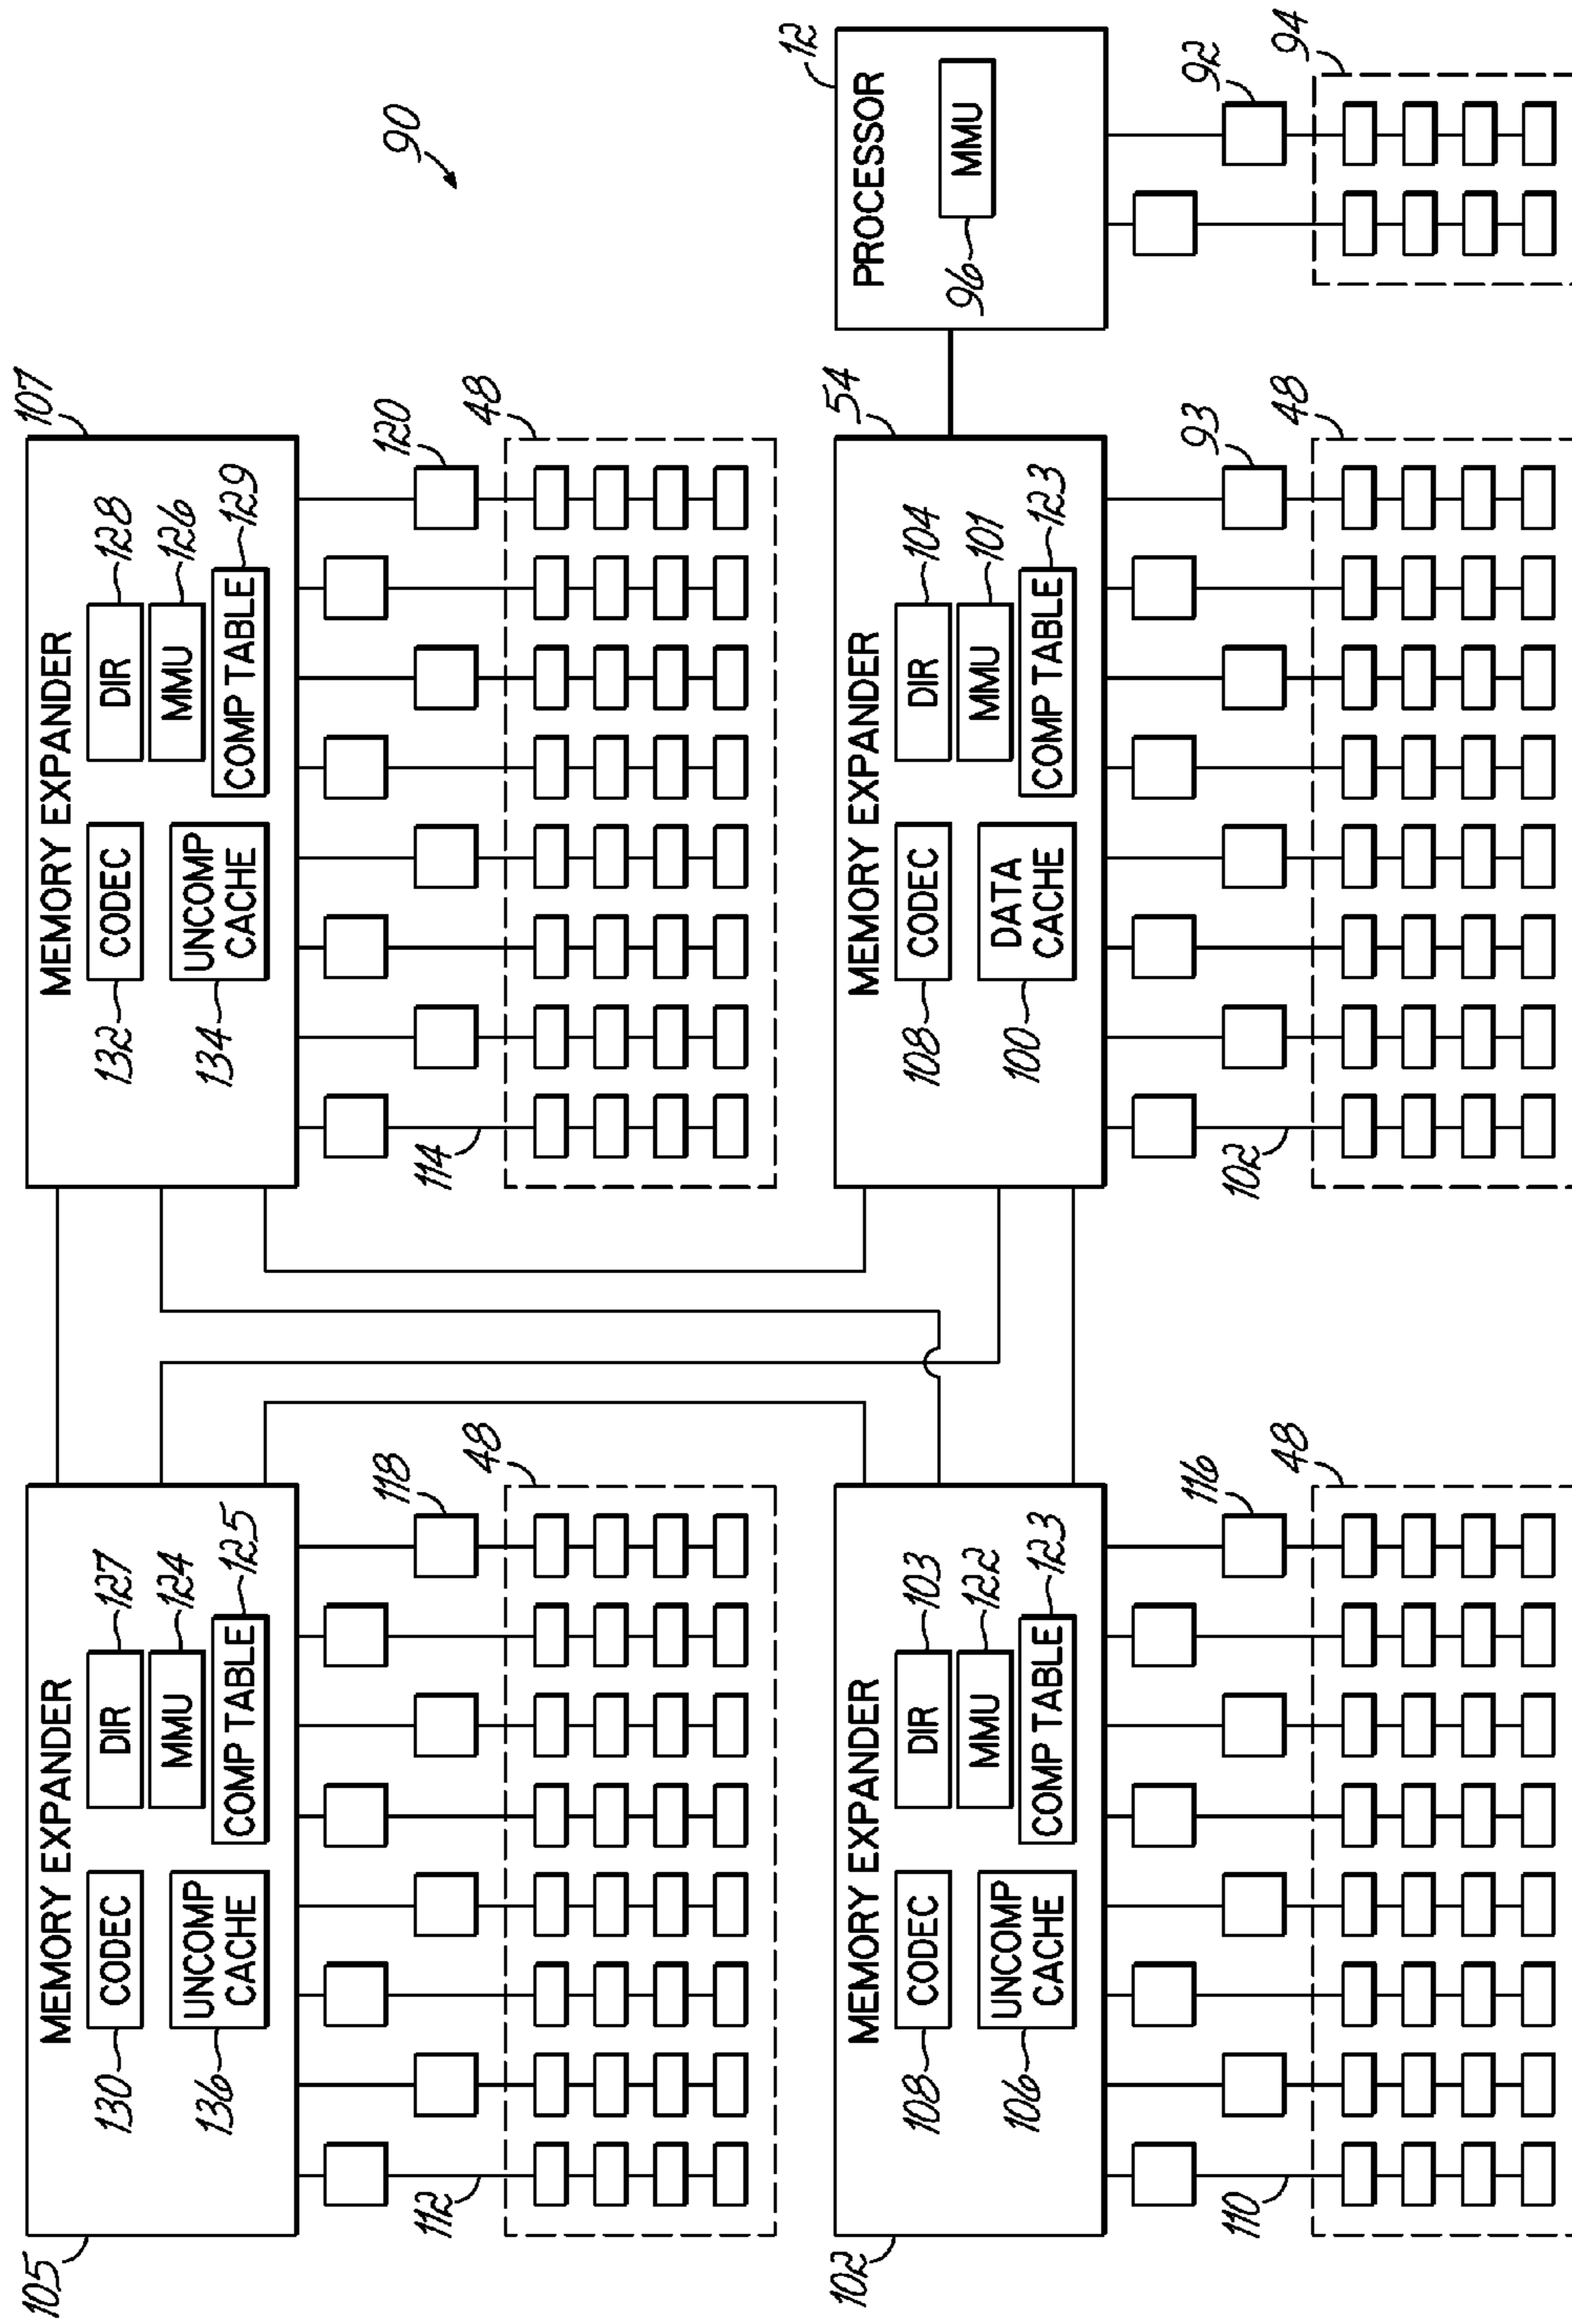 90
105
MEMORY EXPANDER
130
CODEC
DIR
127
MMU
124
136
UNCOMP
CACHE
COMP TABLE
125
118
112
48
107
MEMORY EXPANDER
132
CODEC
DIR
128
MMU
126
134
UNCOMP
CACHE
COMP TABLE
129
120
114
48
102
MEMORY EXPANDER
108
CODEC
DIR
103
MMU
122
106
UNCOMP
CACHE
COMP TABLE
123
116
110
48
54
MEMORY EXPANDER
108
CODEC
DIR
104
MMU
101
100
DATA
CACHE
COMP TABLE
123
93
102
48
12
PROCESSOR
MMU
96
92
94